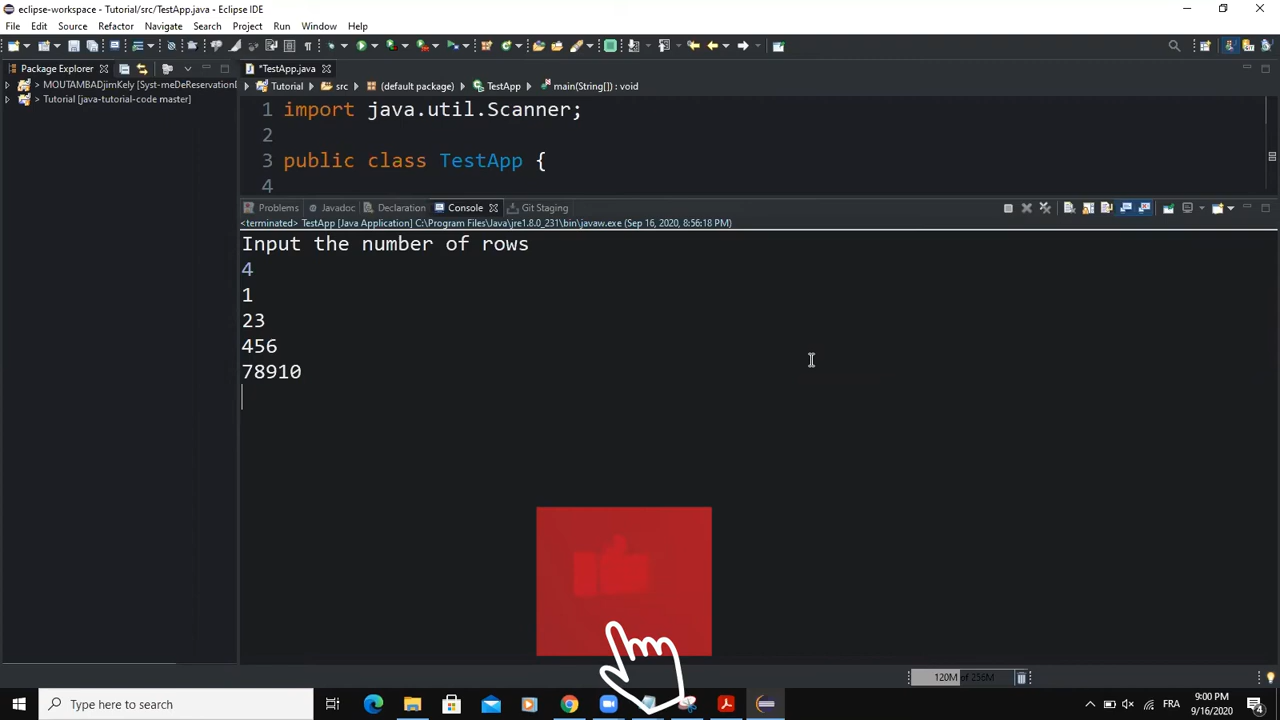 eclipse-workspace - Tutorial/src/TestApp.java - Eclipse IDE
File Edit Source Refactor Navigate Search Project Run Window Help
Package Explorer
*TestApp.java
MOUTAMBADjimKely [Syst-meDeReservationD
Tutorial [java-tutorial-code master]
Tutorial src (default package) TestApp main(String[]) : void
1 import java.util.Scanner;
2
3 public class TestApp {
4
Problems Javadoc Declaration Console Git Staging
<terminated> TestApp [Java Application] C:\Program Files\Java\jre1.8.0_231\bin\javaw.exe (Sep 16, 2020, 8:56:18 PM)
Input the number of rows
4
1
23
456
78910
120M of 256M
Type here to search
FRA
9:00 PM
9/16/2020
4